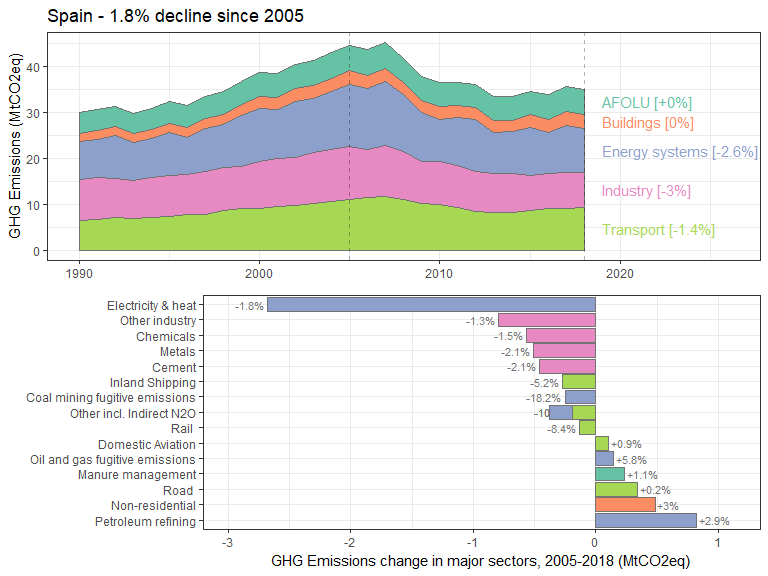 Spain - 1.8% decline since 2005
GHG Emissions (MtCO2eq)
40
30
20
10
0
AFOLU [+0%]
Buildings [0%]
Energy systems [-2.6%]
Industry [-3%]
Transport [-1.4%]
1990 2000 2010 2020
Electricity & heat -1.8%
Other industry -1.3%
Chemicals -1.5%
Metals -2.1%
Cement -2.1%
Inland Shipping -5.2%
Coal mining fugitive emissions -18.2%
Other incl. Indirect N2O -10
Rail -8.4%
Domestic Aviation +0.9%
Oil and gas fugitive emissions +5.8%
Manure management +1.1%
Road +0.2%
Non-residential +3%
Petroleum refining +2.9%
-3 -2 -1 0 1
GHG Emissions change in major sectors, 2005-2018 (MtCO2eq)